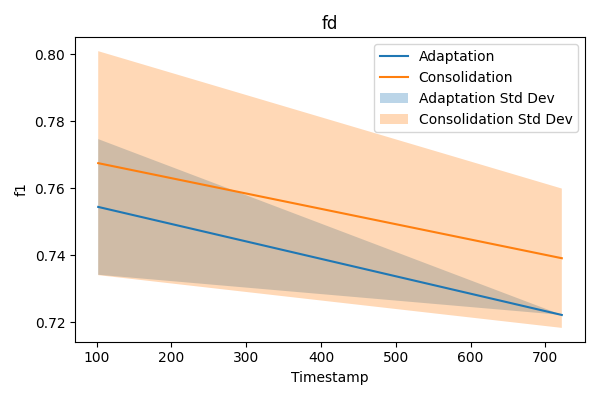 fd
Adaptation
Consolidation
Adaptation Std Dev
Consolidation Std Dev
f1
0.80
0.78
0.76
0.74
0.72
100
200
300
400
500
600
700
Timestamp